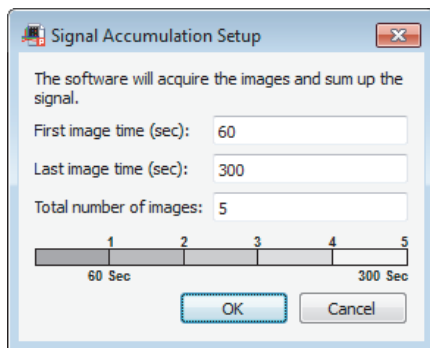 Signal Accumulation Setup
The software will acquire the images and sum up the
signal.
First image time (sec): 60
Last image time (sec): 300
Total number of images: 5
1 2 3 4 5
60 Sec 300 Sec
OK Cancel